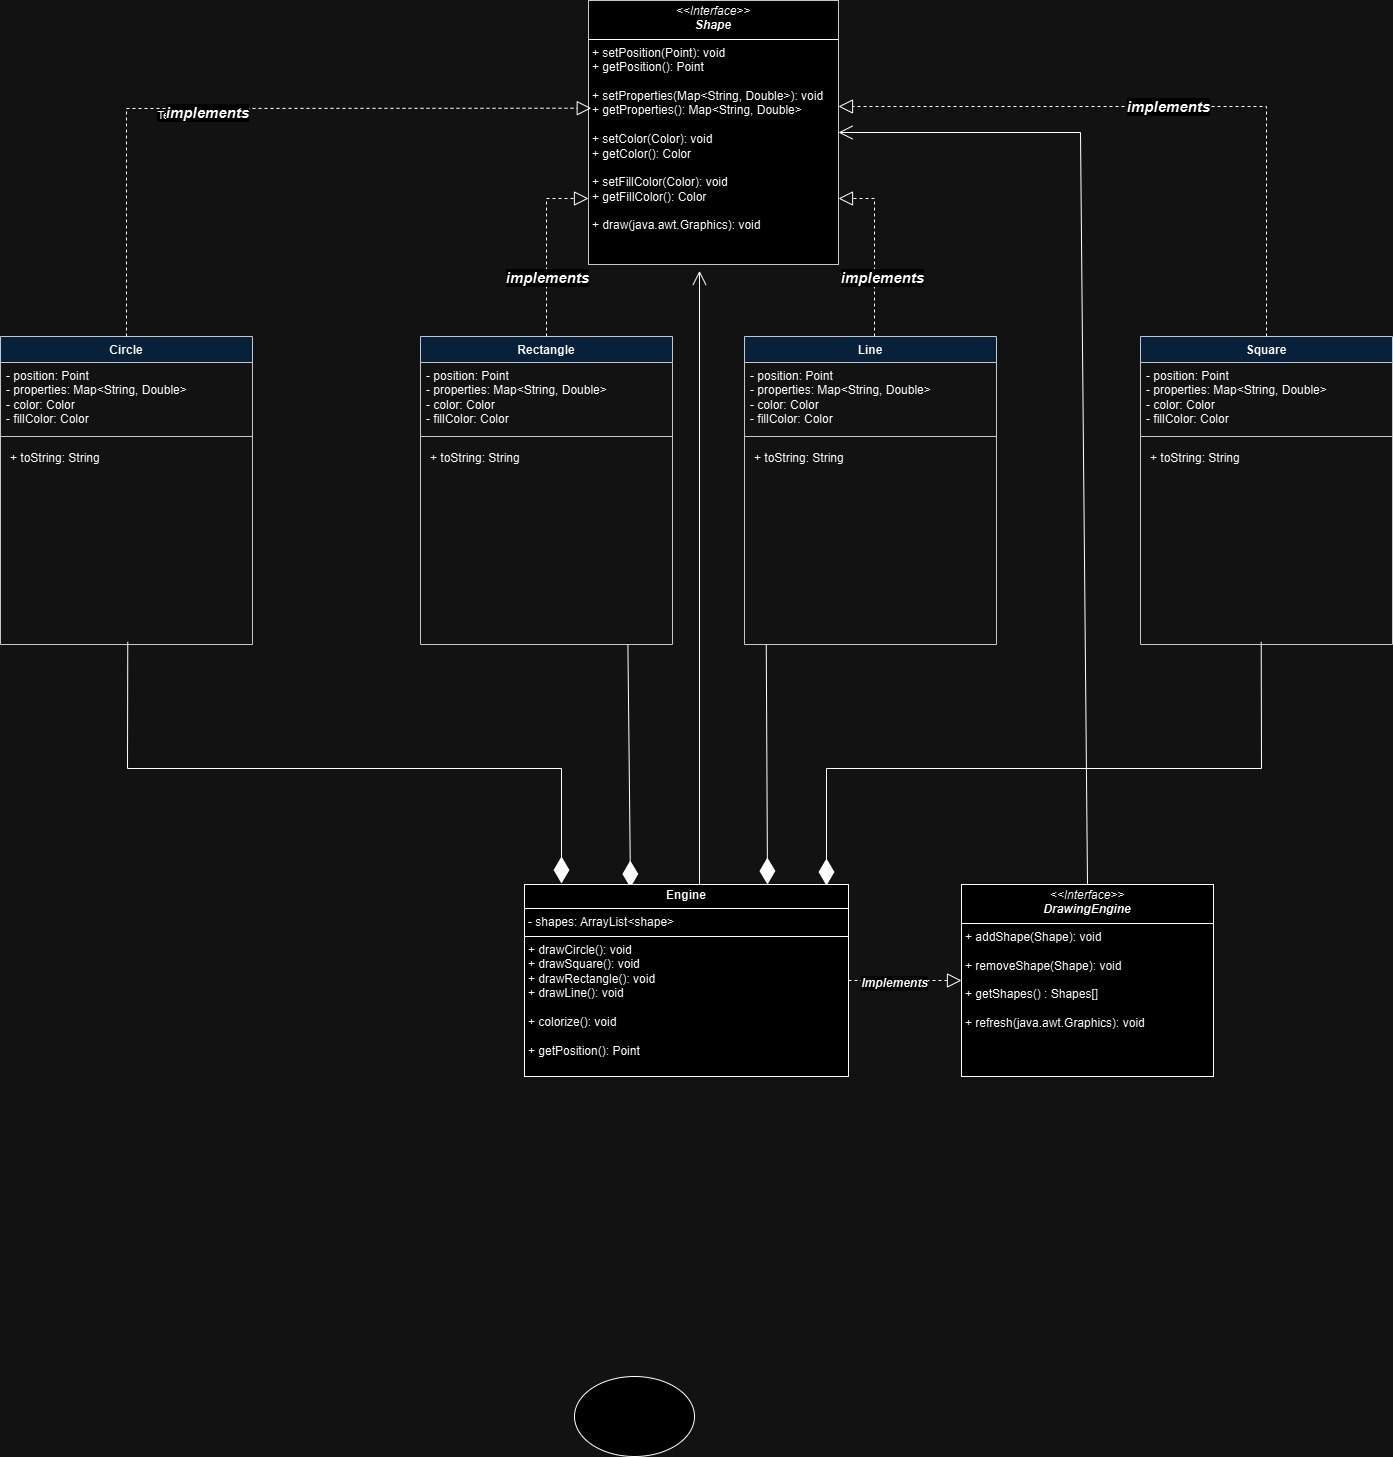 <<Interface>>
Shape
+ setPosition(Point): void
+ getPosition(): Point
+ setProperties(Map<String, Double>): void
+ getProperties(): Map<String, Double>
+ setColor(Color): void
+ getColor(): Color
+ setFillColor(Color): void
+ getFillColor(): Color
+ draw(java.awt.Graphics): void
implements
implements
implements
implements
Circle
- position: Point
- properties: Map<String, Double>
- color: Color
- fillColor: Color
+ toString: String
Rectangle
- position: Point
- properties: Map<String, Double>
- color: Color
- fillColor: Color
+ toString: String
Line
- position: Point
- properties: Map<String, Double>
- color: Color
- fillColor: Color
+ toString: String
Square
- position: Point
- properties: Map<String, Double>
- color: Color
- fillColor: Color
+ toString: String
Engine
- shapes: ArrayList<shape>
+ drawCircle(): void
+ drawSquare(): void
+ drawRectangle(): void
+ drawLine(): void
+ colorize(): void
+ getPosition(): Point
Implements
<<Interface>>
DrawingEngine
+ addShape(Shape): void
+ removeShape(Shape): void
+ getShapes() : Shapes[]
+ refresh(java.awt.Graphics): void